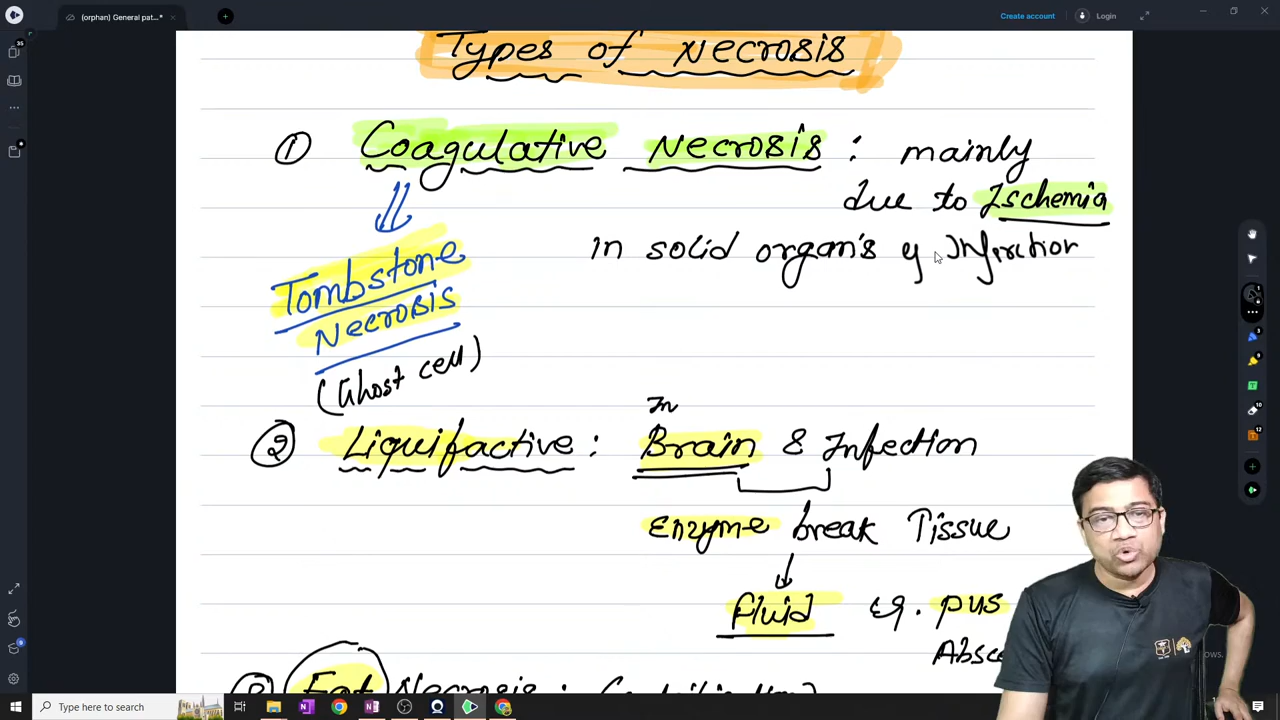 (orphan) General pat...*
Create account
Login
Types of Necrosis
① Coagulative Necrosis : mainly
due to Ischemia
in solid organ's eg Infarction
Tombstone
Necrosis
(Ghost cell)
② Liquifactive : In Brain & Infection
Enzyme break Tissue
Fluid eg. pus
Absce
Fat Necrosis :
Type here to search